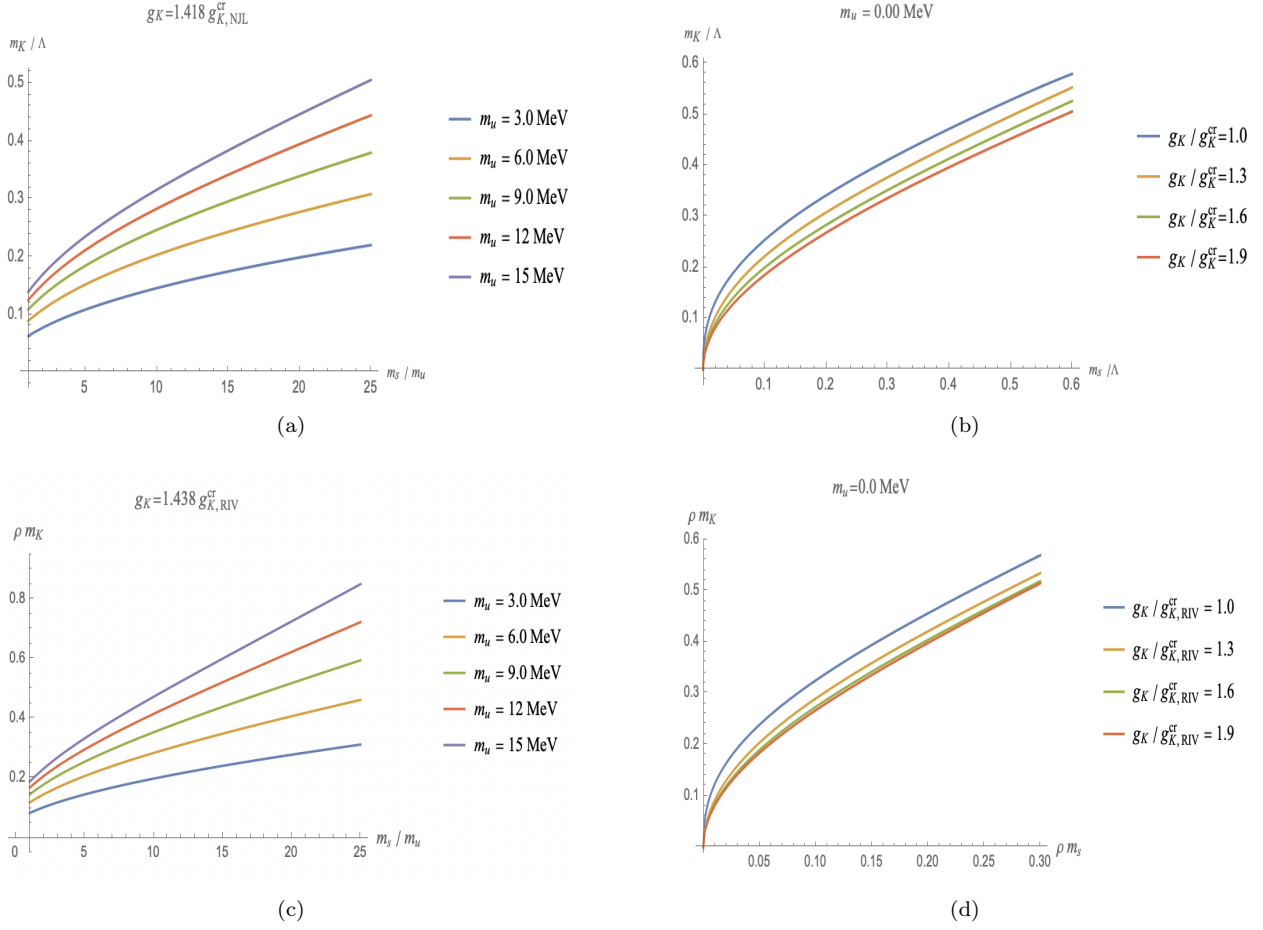 g_K=1.418 g^cr_K,NJL
m_K / Λ
0.5
0.4
0.3
0.2
0.1
5
10
15
20
25
m_s / m_u
m_u = 3.0 MeV
m_u = 6.0 MeV
m_u = 9.0 MeV
m_u = 12 MeV
m_u = 15 MeV
(a)
m_u = 0.00 MeV
m_K / Λ
0.6
0.5
0.4
0.3
0.2
0.1
0.1
0.2
0.3
0.4
0.5
0.6
m_s /Λ
g_K / g^cr_K=1.0
g_K / g^cr_K=1.3
g_K / g^cr_K=1.6
g_K / g^cr_K=1.9
(b)
g_K=1.438 g^cr_K,RIV
ρ m_K
0.8
0.6
0.4
0.2
0
5
10
15
20
25
m_s / m_u
m_u = 3.0 MeV
m_u = 6.0 MeV
m_u = 9.0 MeV
m_u = 12 MeV
m_u = 15 MeV
(c)
m_u=0.0 MeV
ρ m_K
0.6
0.5
0.4
0.3
0.2
0.1
0.05
0.10
0.15
0.20
0.25
0.30
ρ m_s
g_K / g^cr_K,RIV = 1.0
g_K / g^cr_K,RIV = 1.3
g_K / g^cr_K,RIV = 1.6
g_K / g^cr_K,RIV = 1.9
(d)